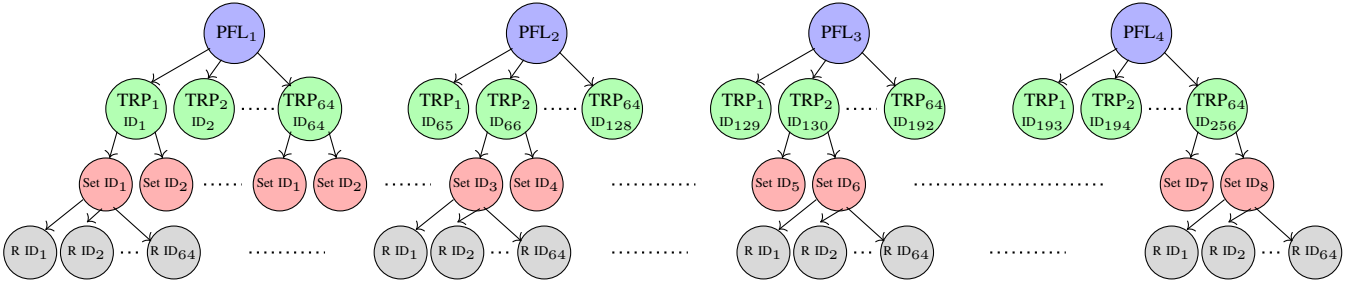 PFL1 PFL2 PFL3 PFL4
TRP1 TRP2 ...... TRP64 TRP1 TRP2 ...... TRP64 TRP1 TRP2 ..... TRP64 TRP1 TRP2 ...... TRP64
ID1 ID2 ID64 ID65 ID66 ID128 ID129 ID130 ID192 ID193 ID194 ID256
Set ID1 Set ID2 Set ID1 Set ID2 Set ID3 Set ID4 Set ID5 Set ID6 Set ID7 Set ID8
R ID1 R ID2 ... R ID64 R ID1 R ID2 ... R ID64 R ID1 R ID2 ... R ID64 R ID1 R ID2 ... R ID64